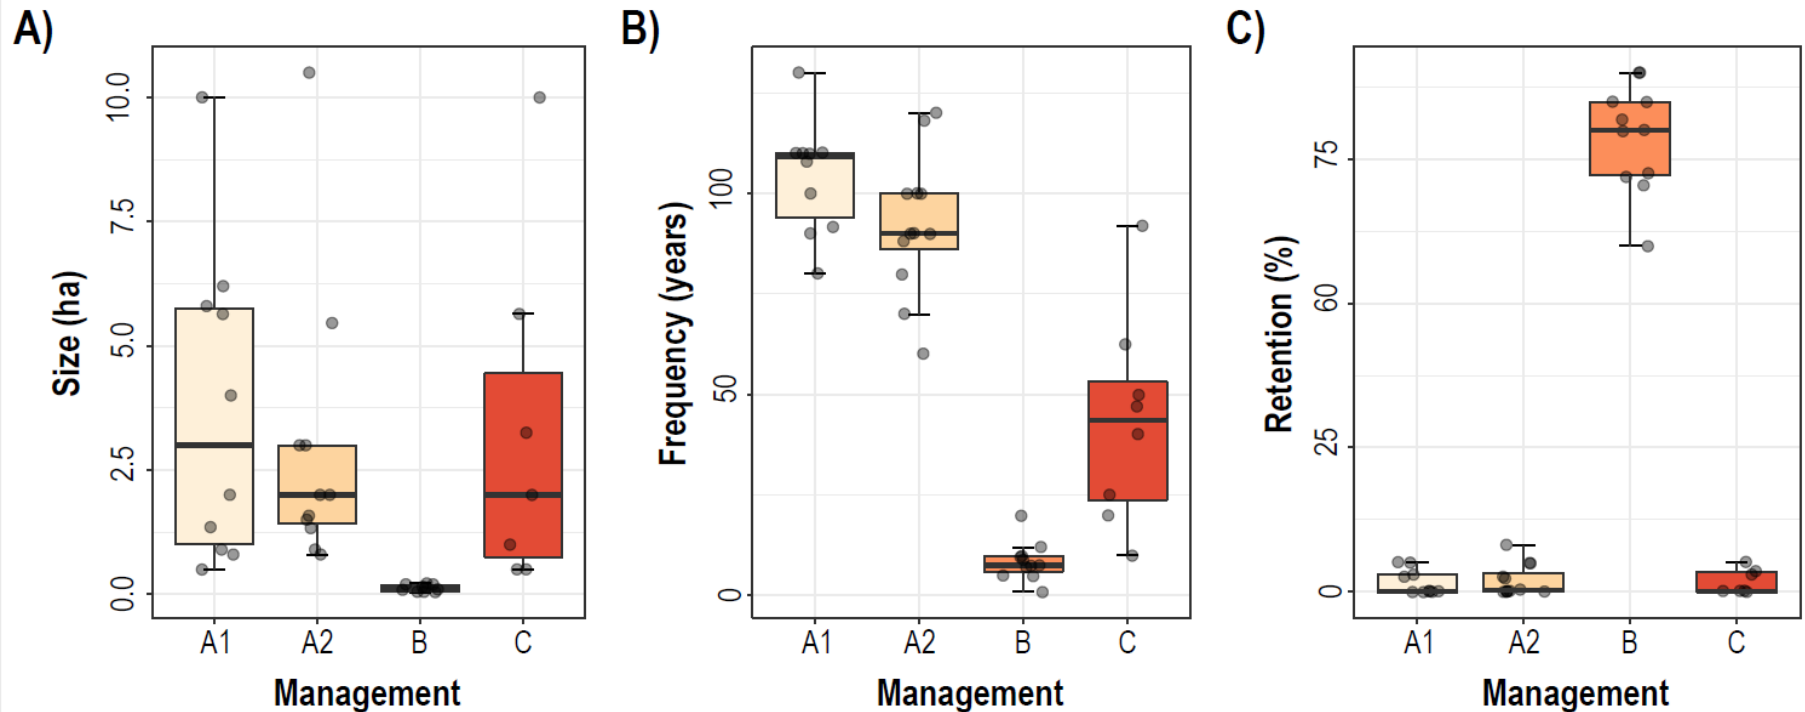 A)
B)
C)
Size (ha)
10.0
7.5
5.0
2.5
0.0
A1 A2 B C
Management
Frequency (years)
100
50
0
A1 A2 B C
Management
Retention (%)
75
60
25
0
A1 A2 B C
Management